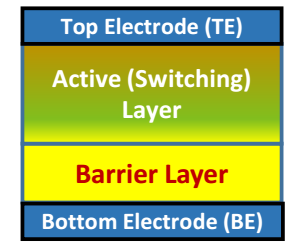 Top Electrode (TE)
Active (Switching)
Layer
Barrier Layer
Bottom Electrode (BE)